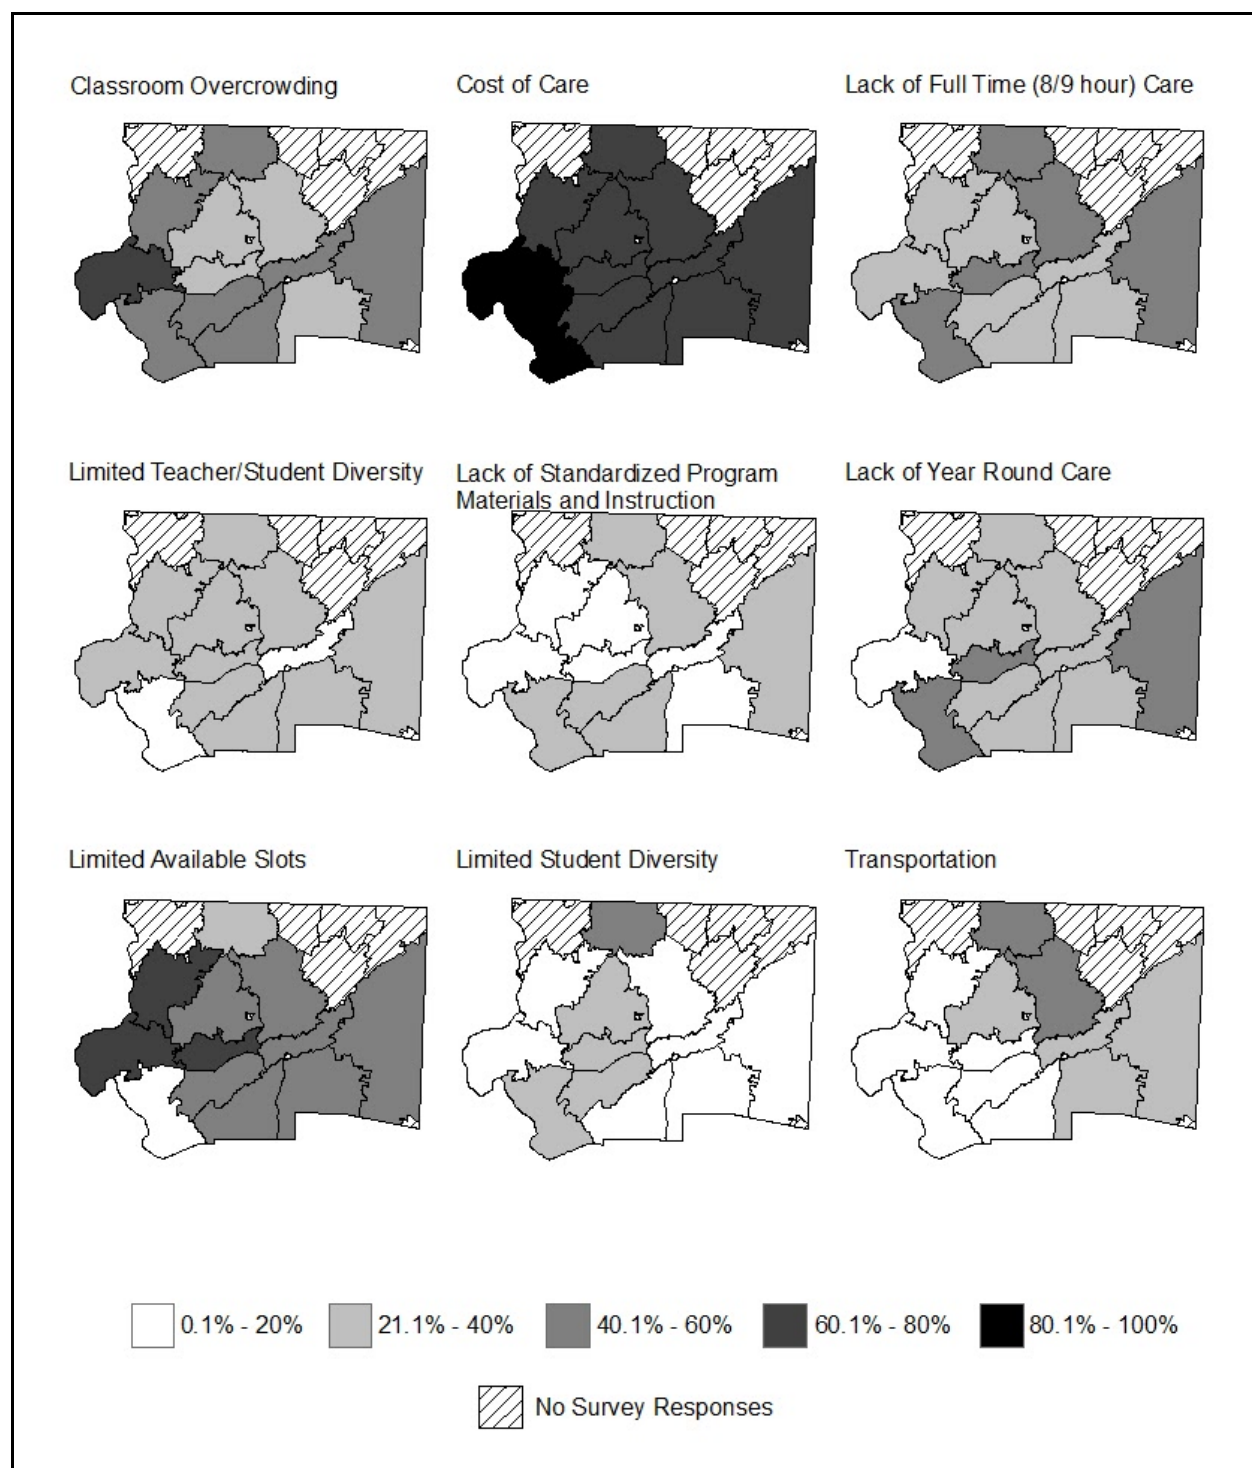 Classroom Overcrowding
Cost of Care
Lack of Full Time (8/9 hour) Care
Limited Teacher/Student Diversity
Lack of Standardized Program
Materials and Instruction
Lack of Year Round Care
Limited Available Slots
Limited Student Diversity
Transportation
0.1% - 20%
21.1% - 40%
40.1% - 60%
60.1% - 80%
80.1% - 100%
No Survey Responses